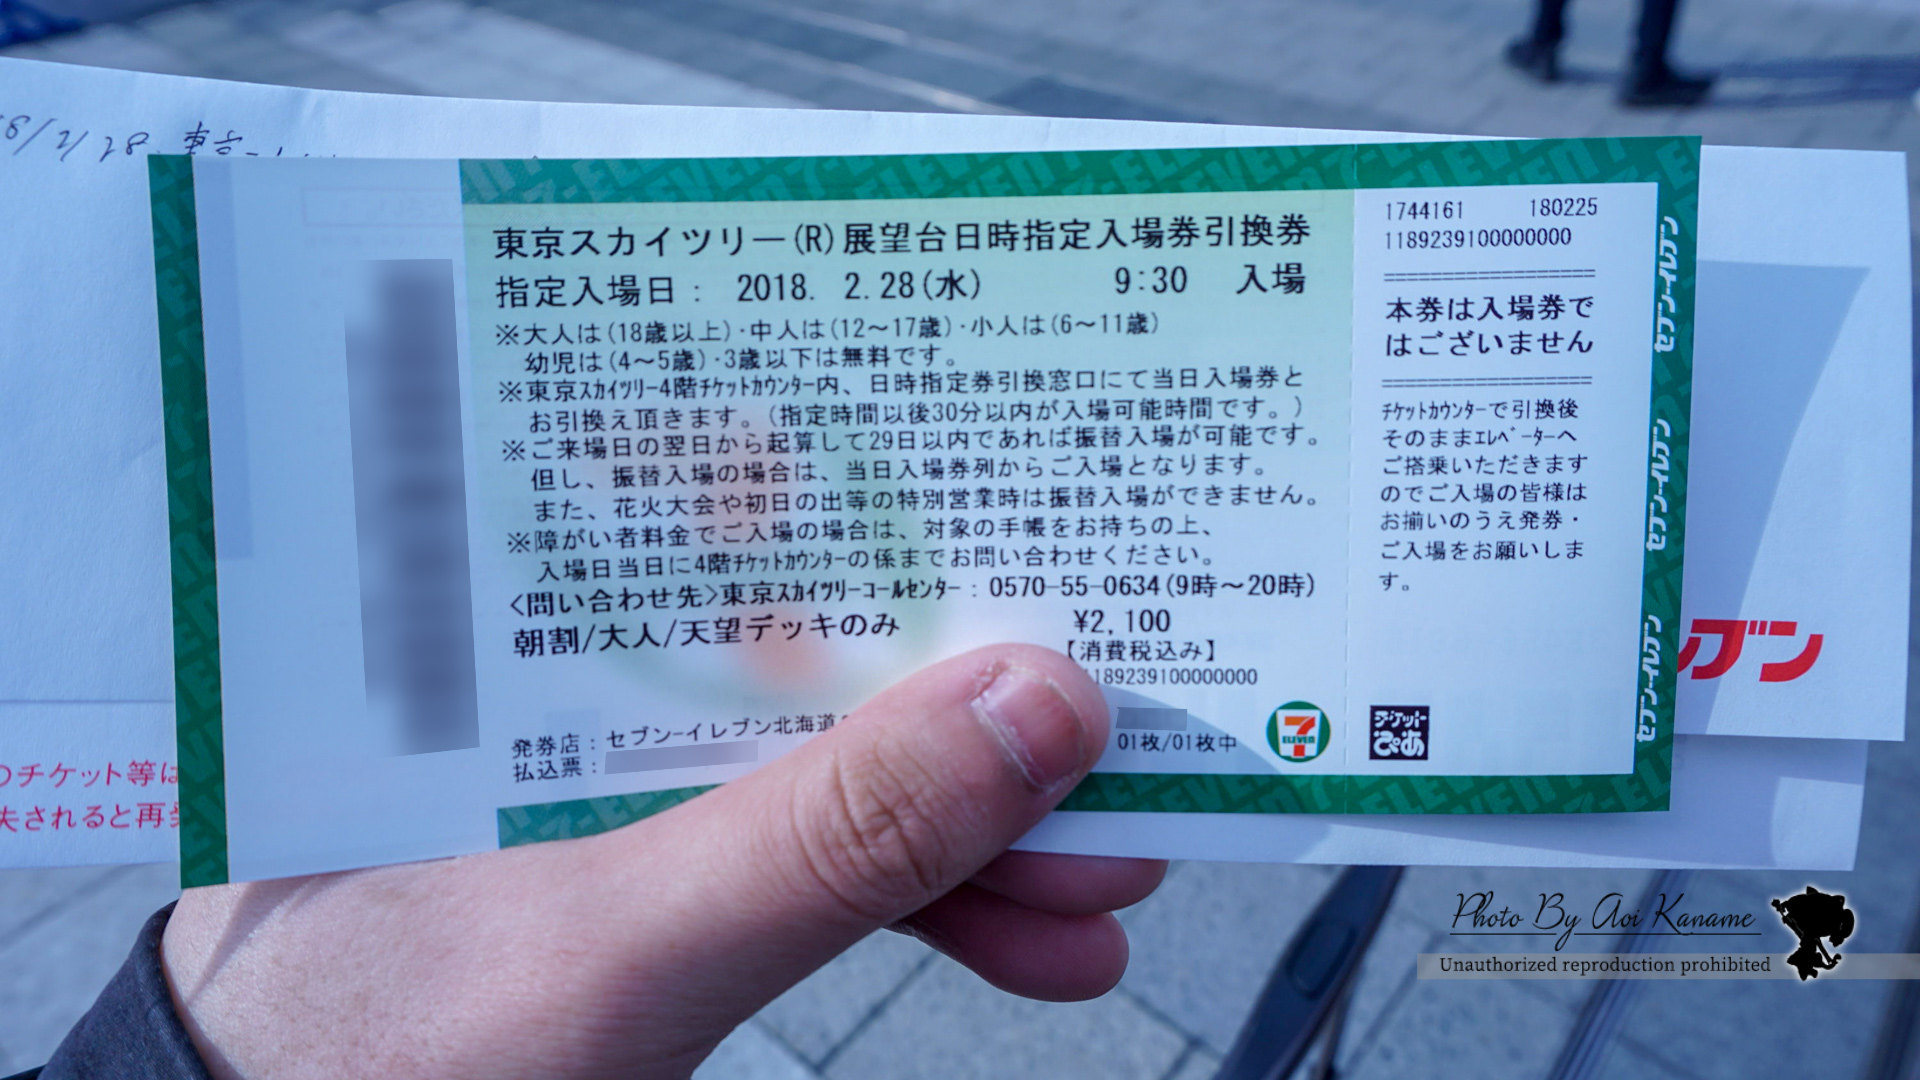 東京スカイツリー(R)展望台日時指定入場券引換券
指定入場日： 2018. 2.28(水) 9:30 入場
※大人は(18歳以上)･中人は(12～17歳)･小人は(6～11歳)
幼児は(4～5歳)･3歳以下は無料です。
※東京ｽｶｲﾂﾘｰ4階ﾁｹｯﾄｶｳﾝﾀｰ内、日時指定券引換窓口にて当日入場券と
お引換え頂きます。(指定時間以後30分以内が入場可能時間です。)
※ご来場日の翌日から起算して29日以内であれば振替入場が可能です。
但し、振替入場の場合は、当日入場券列からご入場となります。
また、花火大会や初日の出等の特別営業時は振替入場ができません。
※障がい者料金でご入場の場合は、対象の手帳をお持ちの上、
入場日当日に4階ﾁｹｯﾄｶｳﾝﾀｰの係までお問い合わせください。
<問い合わせ先>東京ｽｶｲﾂﾘｰｺｰﾙｾﾝﾀｰ：0570-55-0634(9時～20時)
朝割/大人/天望デッキのみ ¥2,100
【消費税込み】
1189239100000000
発券店：セブン-イレブン北海道
払込票：
01枚/01枚中
7 ELEVEN
1744161 180225
1189239100000000
本券は入場券で
はございません
ﾁｹｯﾄｶｳﾝﾀｰで引換後
そのままｴﾚﾍﾞｰﾀｰへ
ご搭乗いただきます
のでご入場の皆様は
お揃いのうえ発券・
ご入場をお願いしま
す。
チケットぴあ
セブン-イレブン
セブン-イレブン
セブン-イレブン
レブン
のチケット等は
失されると再発
Photo By Aoi Kaname
Unauthorized reproduction prohibited